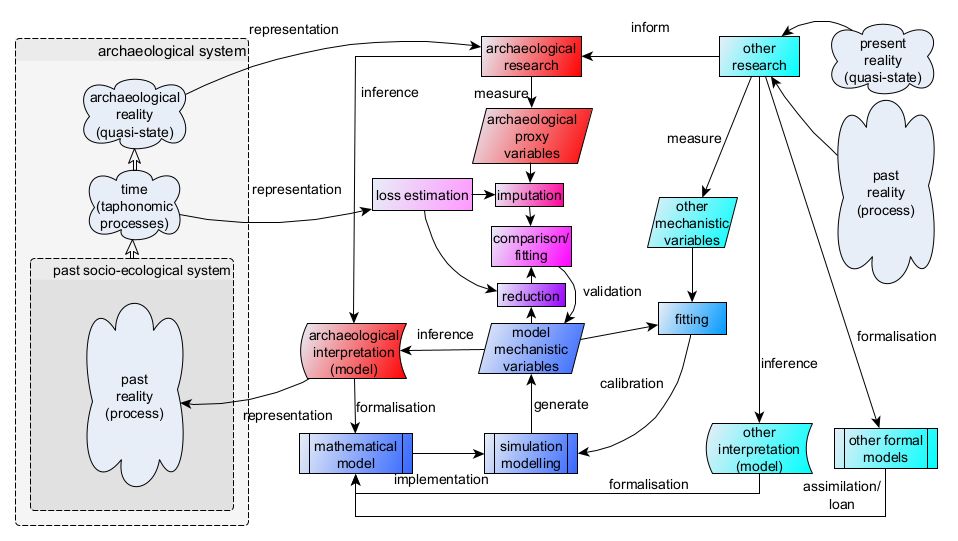 representation
inform
archaeological system
archaeological
research
other
research
present
reality
(quasi-state)
archaeological
reality
(quasi-state)
inference
measure
archaeological
proxy
variables
measure
past
reality
(process)
time
(taphonomic
processes)
representation
loss estimation
imputation
other
mechanistic
variables
comparison/
fitting
past socio-ecological system
reduction
validation
fitting
archaeological
interpretation
(model)
inference
model
mechanistic
variables
formalisation
inference
past
reality
(process)
calibration
representation
formalisation
generate
mathematical
model
simulation
modelling
other
interpretation
(model)
other formal
models
implementation
formalisation
assimilation/
loan